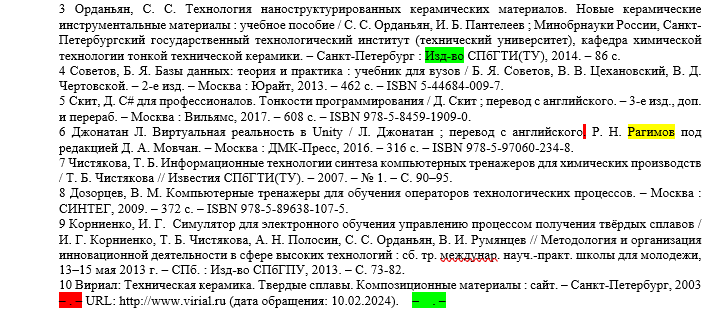 3 Орданьян, С. С. Технология наноструктурированных керамических материалов. Новые керамические
инструментальные материалы : учебное пособие / С. С. Орданьян, И. Б. Пантелеев ; Минобрнауки России, Санкт-
Петербургский государственный технологический институт (технический университет), кафедра химической
технологии тонкой технической керамики. – Санкт-Петербург : Изд-во СПбГТИ(ТУ), 2014. – 86 с.
4 Советов, Б. Я. Базы данных: теория и практика : учебник для вузов / Б. Я. Советов, В. В. Цехановский, В. Д.
Чертовской. – 2-е изд. – Москва : Юрайт, 2013. – 462 с. – ISBN 5-44684-009-7.
5 Скит, Д. C# для профессионалов. Тонкости программирования / Д. Скит ; перевод с английского. – 3-е изд., доп.
и перераб. – Москва : Вильямс, 2017. – 608 с. – ISBN 978-5-8459-1909-0.
6 Джонатан Л. Виртуальная реальность в Unity / Л. Джонатан ; перевод с английского Р. Н. Рагимов под
редакцией Д. А. Мовчан. – Москва : ДМК-Пресс, 2016. – 316 с. – ISBN 978-5-97060-234-8.
7 Чистякова, Т. Б. Информационные технологии синтеза компьютерных тренажеров для химических производств
/ Т. Б. Чистякова // Известия СПбГТИ(ТУ). – 2007. – № 1. – С. 90–95.
8 Дозорцев, В. М. Компьютерные тренажеры для обучения операторов технологических процессов. – Москва :
СИНТЕГ, 2009. – 372 с. – ISBN 978-5-89638-107-5.
9 Корниенко, И. Г. Симулятор для электронного обучения управлению процессом получения твёрдых сплавов /
И. Г. Корниенко, Т. Б. Чистякова, А. Н. Полосин, С. С. Орданьян, В. И. Румянцев // Методология и организация
инновационной деятельности в сфере высоких технологий : сб. тр. междунар. науч.-практ. школы для молодежи,
13–15 мая 2013 г. – СПб. : Изд-во СПбГПУ, 2013. – С. 73-82.
10 Вириал: Техническая керамика. Твердые сплавы. Композиционные материалы : сайт. – Санкт-Петербург, 2003
– . – URL: http://www.virial.ru (дата обращения: 10.02.2024). – . –